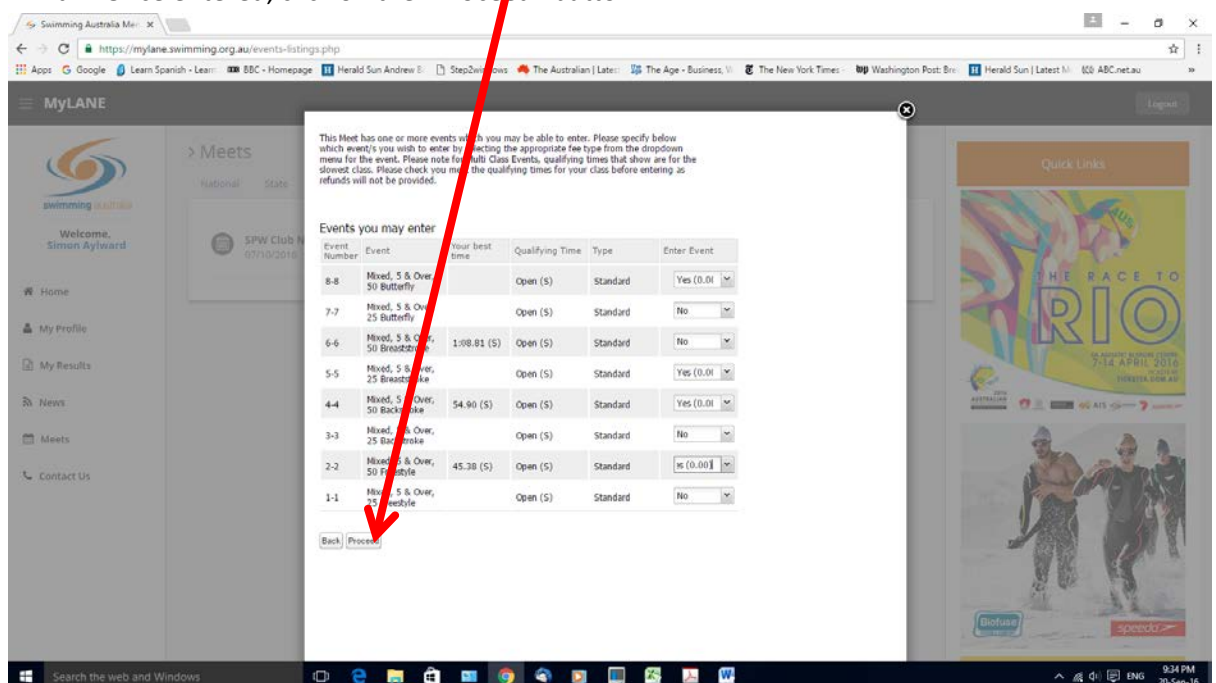 Swimming Australia Mer
https://mylane.swimming.org.au/events-listings.php
Apps Google Learn Spanish - Learn BBC - Homepage Herald Sun Andrew B Step2windows The Australian | Latest The Age - Business, W The New York Times - Washington Post: Bre Herald Sun | Latest N ABC.net.au »
MyLANE
Logout
swimming australia
Welcome,
Simon Aylward
Home
My Profile
My Results
News
Meets
Contact Us
> Meets
National State
SPW Club N
07/10/2016
This Meet has one or more events which you may be able to enter. Please specify below
which event/s you wish to enter by selecting the appropriate fee type from the dropdown
menu for the event. Please note for Multi Class Events, qualifying times that show are for the
slowest class. Please check you meet the qualifying times for your class before entering as
refunds will not be provided.
Events you may enter
Event Number Event Your best time Qualifying Time Type Enter Event
8-8 Mixed, 5 & Over, 50 Butterfly Open (S) Standard Yes (0.0(
7-7 Mixed, 5 & Over, 25 Butterfly Open (S) Standard No
6-6 Mixed, 5 & Over, 50 Breaststroke 1:08.81 (S) Open (S) Standard No
5-5 Mixed, 5 & Over, 25 Breaststroke Open (S) Standard Yes (0.0(
4-4 Mixed, 5 & Over, 50 Backstroke 54.90 (S) Open (S) Standard Yes (0.0(
3-3 Mixed, 5 & Over, 25 Backstroke Open (S) Standard No
2-2 Mixed, 5 & Over, 50 Freestyle 45.38 (S) Open (S) Standard s (0.00)
1-1 Mixed, 5 & Over, 25 Freestyle Open (S) Standard No
Back Proceed
Quick Links
THE RACE TO
RIO
7-14 APRIL 2016
AIS
Biofuse
speedo
Search the web and Windows
ENG
9:34 PM
20-Sep-16